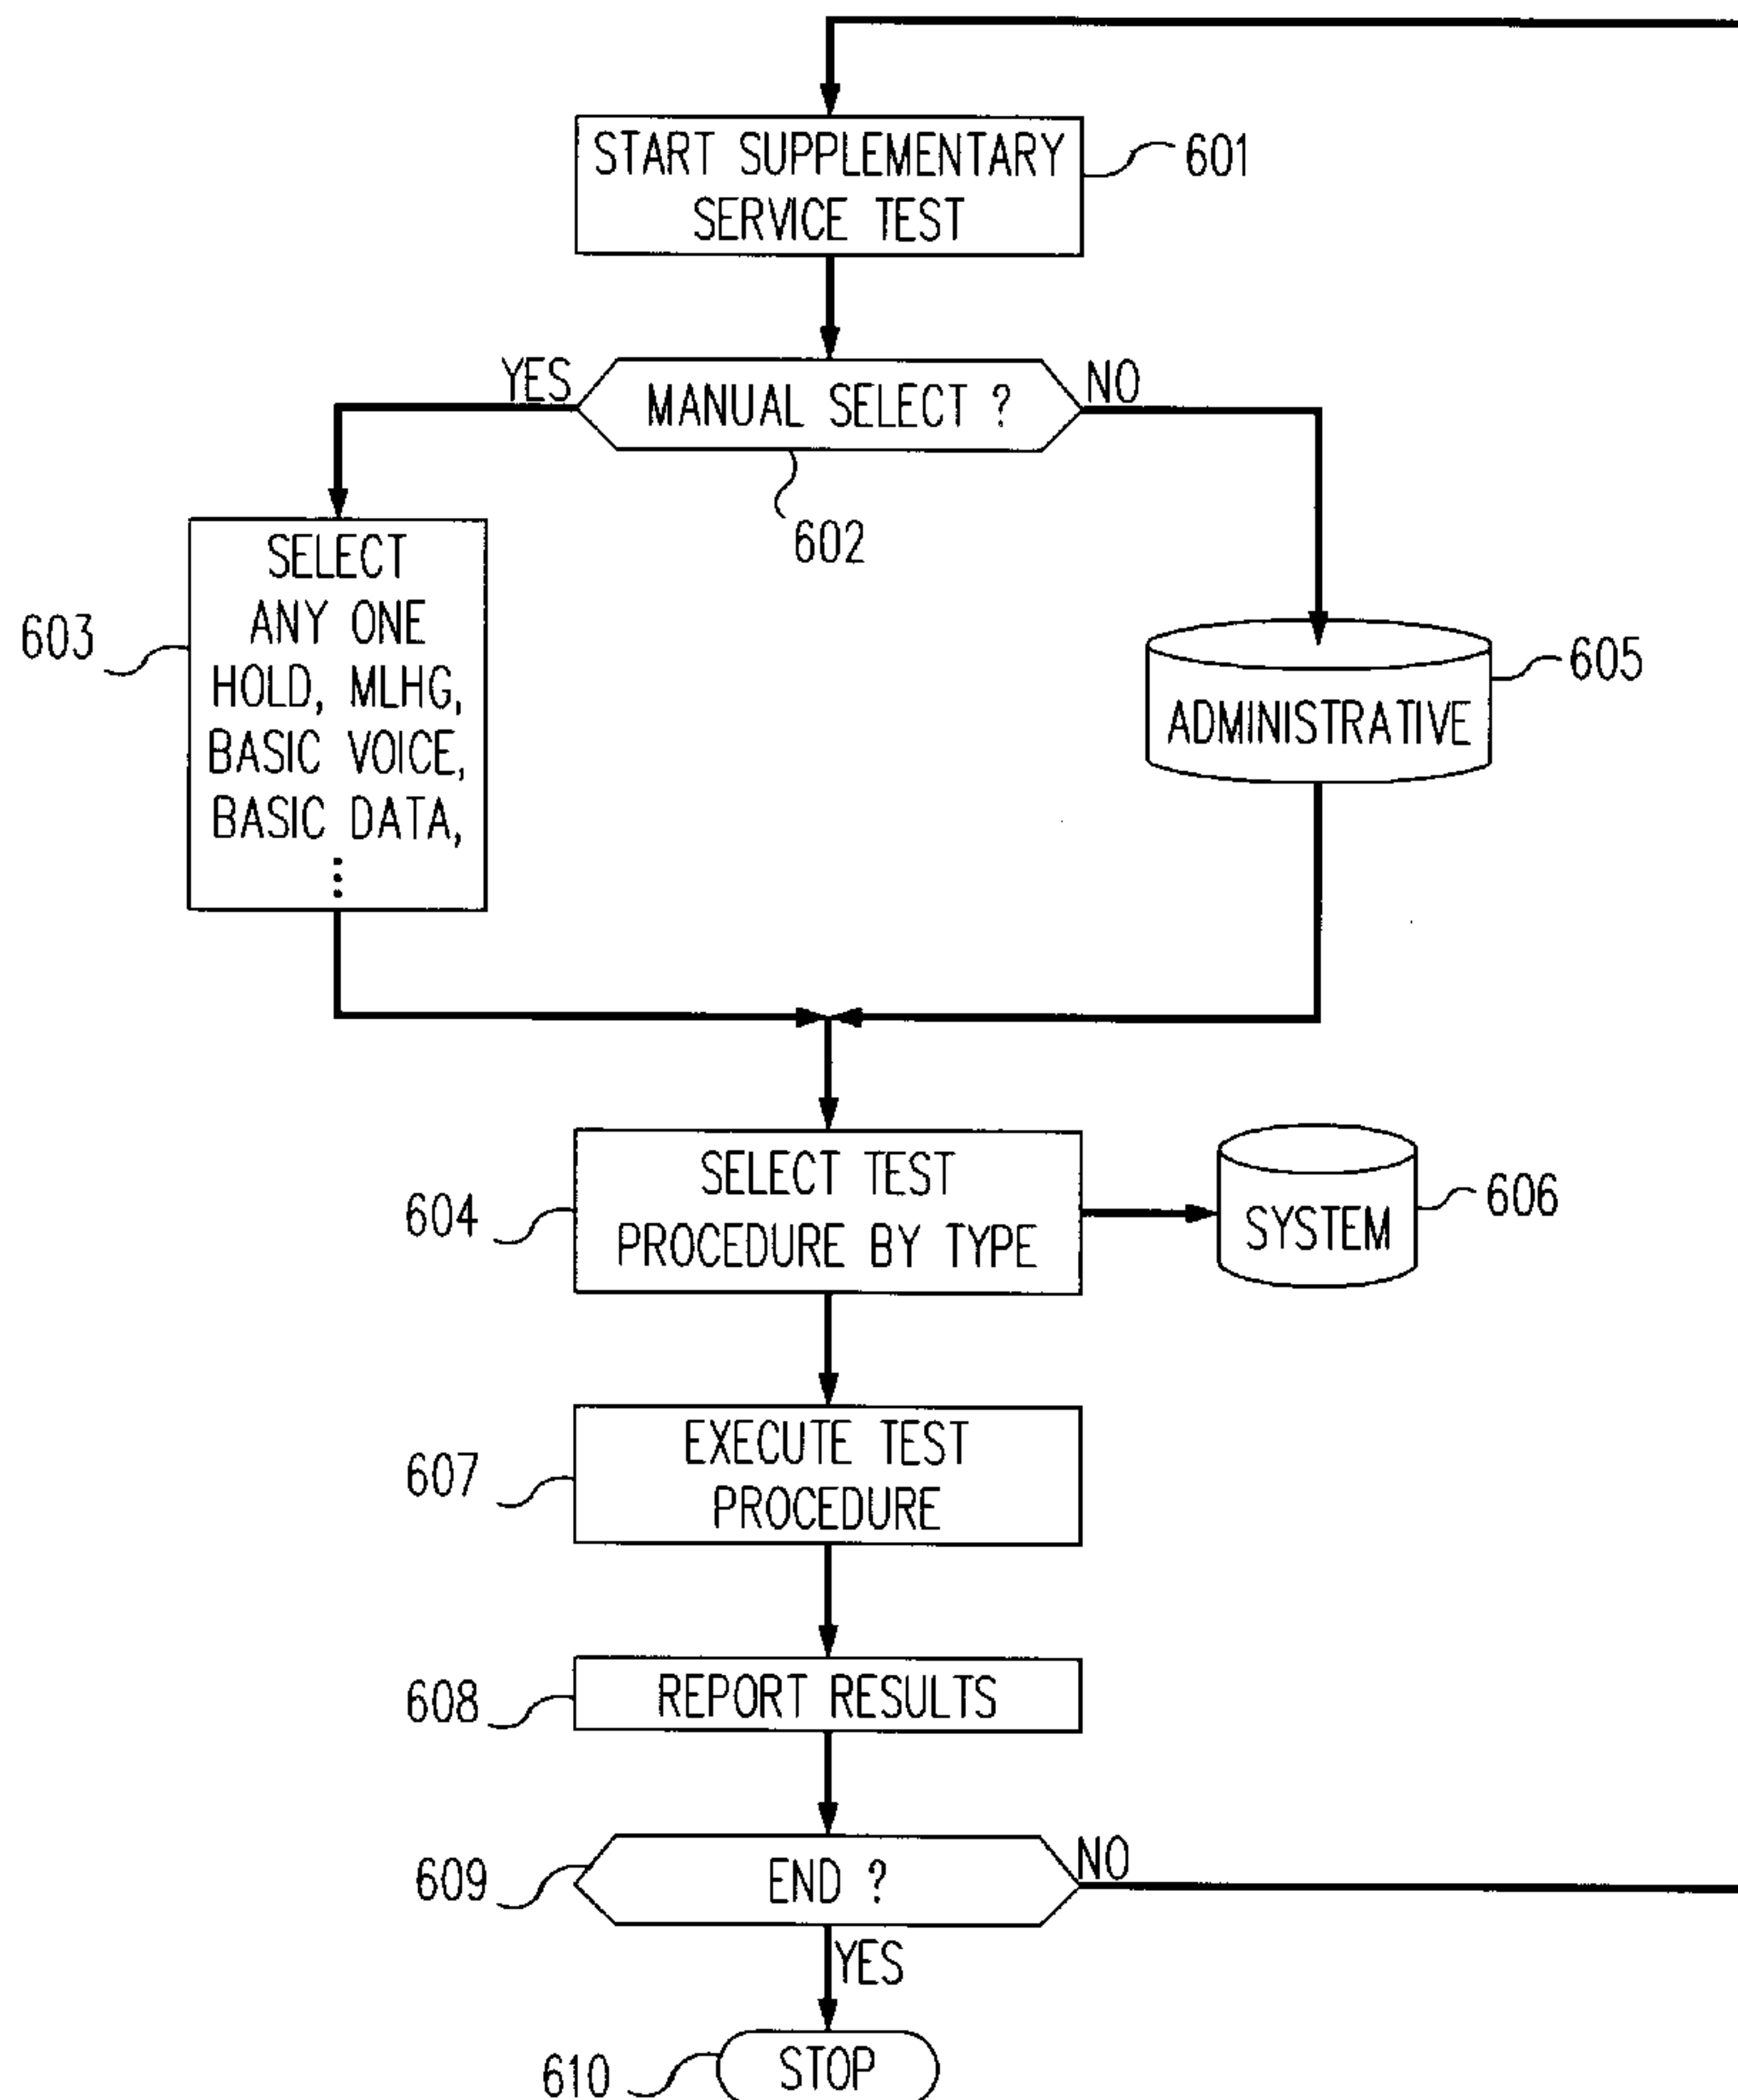 START SUPPLEMENTARY
SERVICE TEST
601
YES
MANUAL SELECT ?
NO
602
SELECT
ANY ONE
HOLD, MLHG,
BASIC VOICE,
BASIC DATA,
⋮
603
ADMINISTRATIVE
605
SELECT TEST
PROCEDURE BY TYPE
604
SYSTEM
606
EXECUTE TEST
PROCEDURE
607
REPORT RESULTS
608
END ?
609
NO
YES
STOP
610